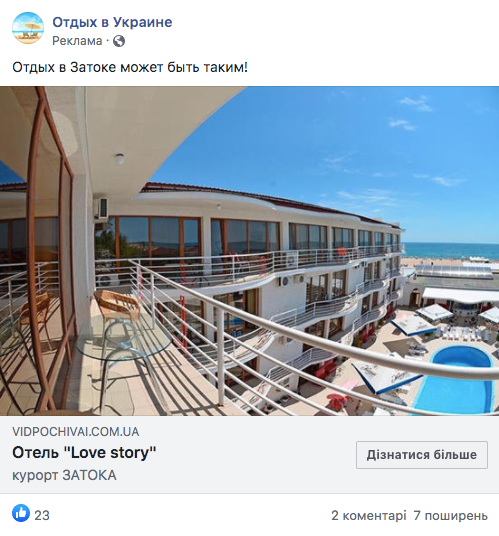 Отдых в Украине
Реклама ·
Отдых в Затоке может быть таким!
VIDPOCHIVAI.COM.UA
Отель "Love story"
курорт ЗАТОКА
Дізнатися більше
23
2 коментарі 7 поширень